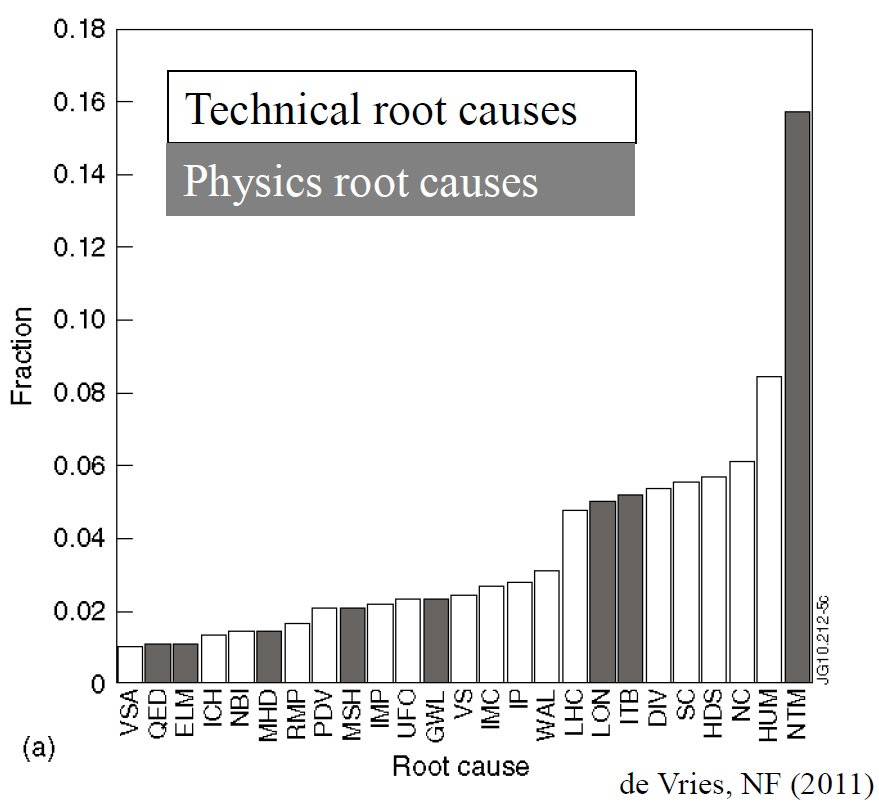 0.18
0.16
0.14
0.12
0.10
0.08
0.06
0.04
0.02
0
Fraction
Technical root causes
Physics root causes
VSA QED ELM ICH NBI MHD RMP PDV MSH IMP UFO GWL VS IMC IP WAL LHC LON ITB DIV SC HDS NC HUM NTM
JG10.212-5c
(a)
Root cause
de Vries, NF (2011)